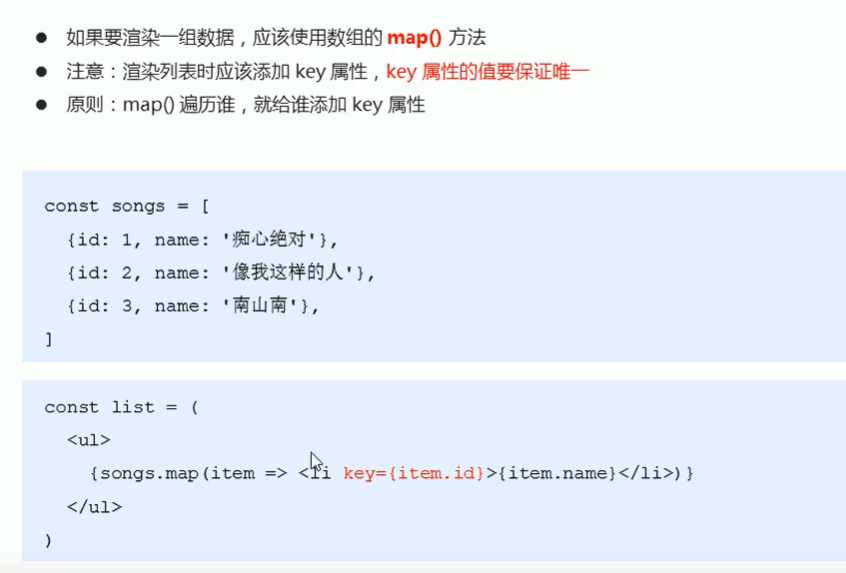 ● 如果要渲染一组数据，应该使用数组的 map() 方法
● 注意：渲染列表时应该添加 key 属性，key 属性的值要保证唯一
● 原则：map() 遍历谁，就给谁添加 key 属性
const songs = [
{id: 1, name: '痴心绝对'},
{id: 2, name: '像我这样的人'},
{id: 3, name: '南山南'},
]
const list = (
<ul>
{songs.map(item => <li key={item.id}>{item.name}</li>)}
</ul>
)